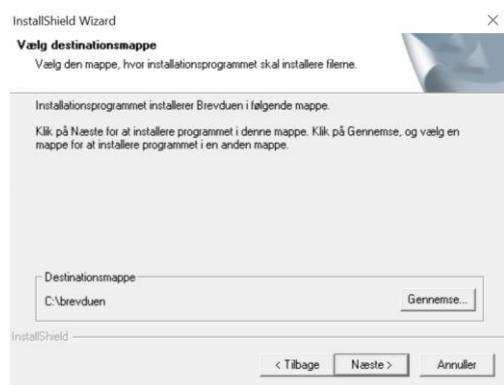 InstallShield Wizard
Vælg destinationsmappe
Vælg den mappe, hvor installationsprogrammet skal installere filerne.
Installationsprogrammet installerer Brevduen i følgende mappe.
Klik på Næste for at installere programmet i denne mappe. Klik på Gennemse, og vælg en
mappe for at installere programmet i en anden mappe.
Destinationsmappe
C:\brevduen
Gennemse...
InstallShield
< Tilbage
Næste >
Annuller